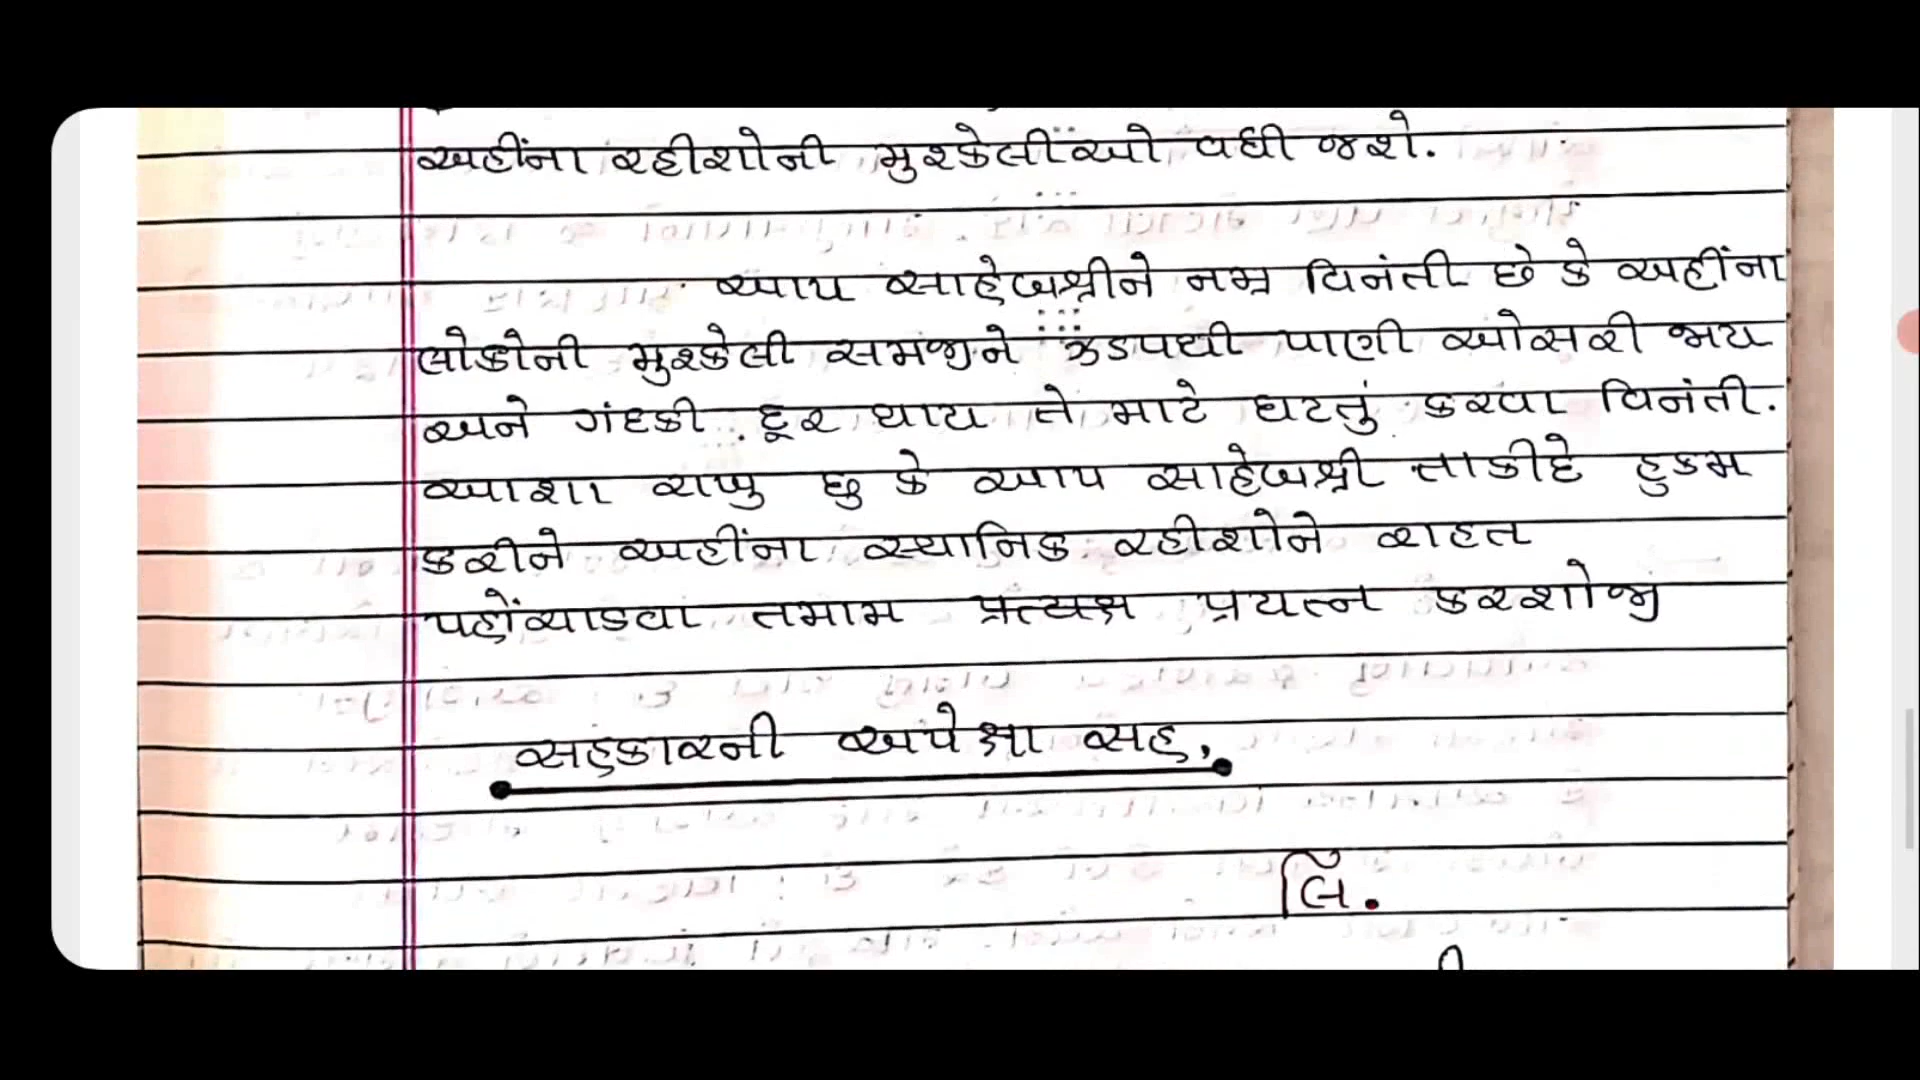 અહીંના રહીશોની મુશ્કેલીઓ વધી જશે.
આપ સાહેબશ્રીને નમ્ર વિનંતી છે કે અહીંના
લોકોની મુશ્કેલી સમજીને ઝડપથી પાણી ઓસરી જાય
અને ગંદકી દૂર થાય તે માટે ઘટતું કરવા વિનંતી.
આશા રાખુ છુ કે આપ સાહેબશ્રી તાકીદે હુકમ
કરીને અહીંના સ્થાનિક રહીશોને રાહત
પહોંચાડવા તમામ પ્રત્યક્ષ પ્રયત્ન કરશોજી
સહકારની અપેક્ષા સહ,
લિ.